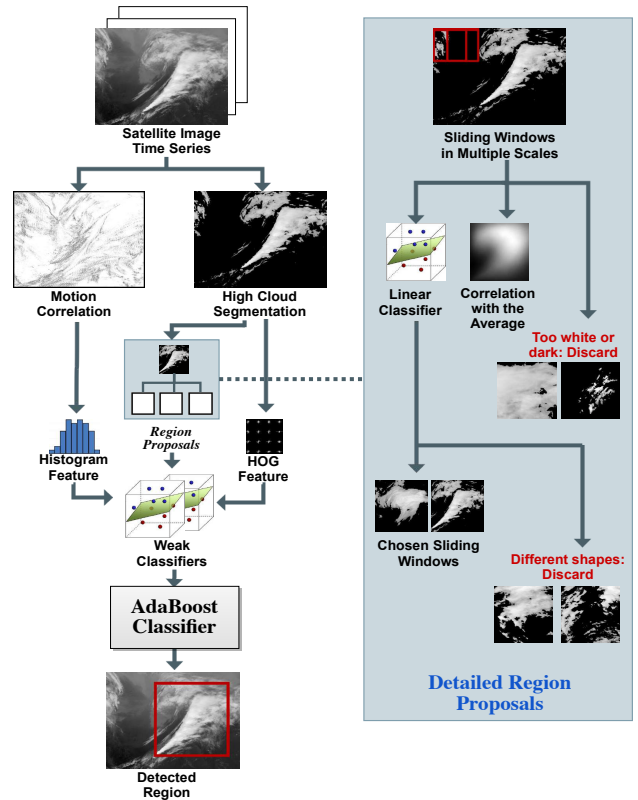 Satellite Image
Time Series
Motion
Correlation
High Cloud
Segmentation
Region
Proposals
Histogram
Feature
HOG
Feature
Weak
Classifiers
AdaBoost
Classifier
Detected
Region
Sliding Windows
in Multiple Scales
Linear
Classifier
Correlation
with the
Average
Too white or
dark: Discard
Chosen Sliding
Windows
Different shapes:
Discard
Detailed Region
Proposals